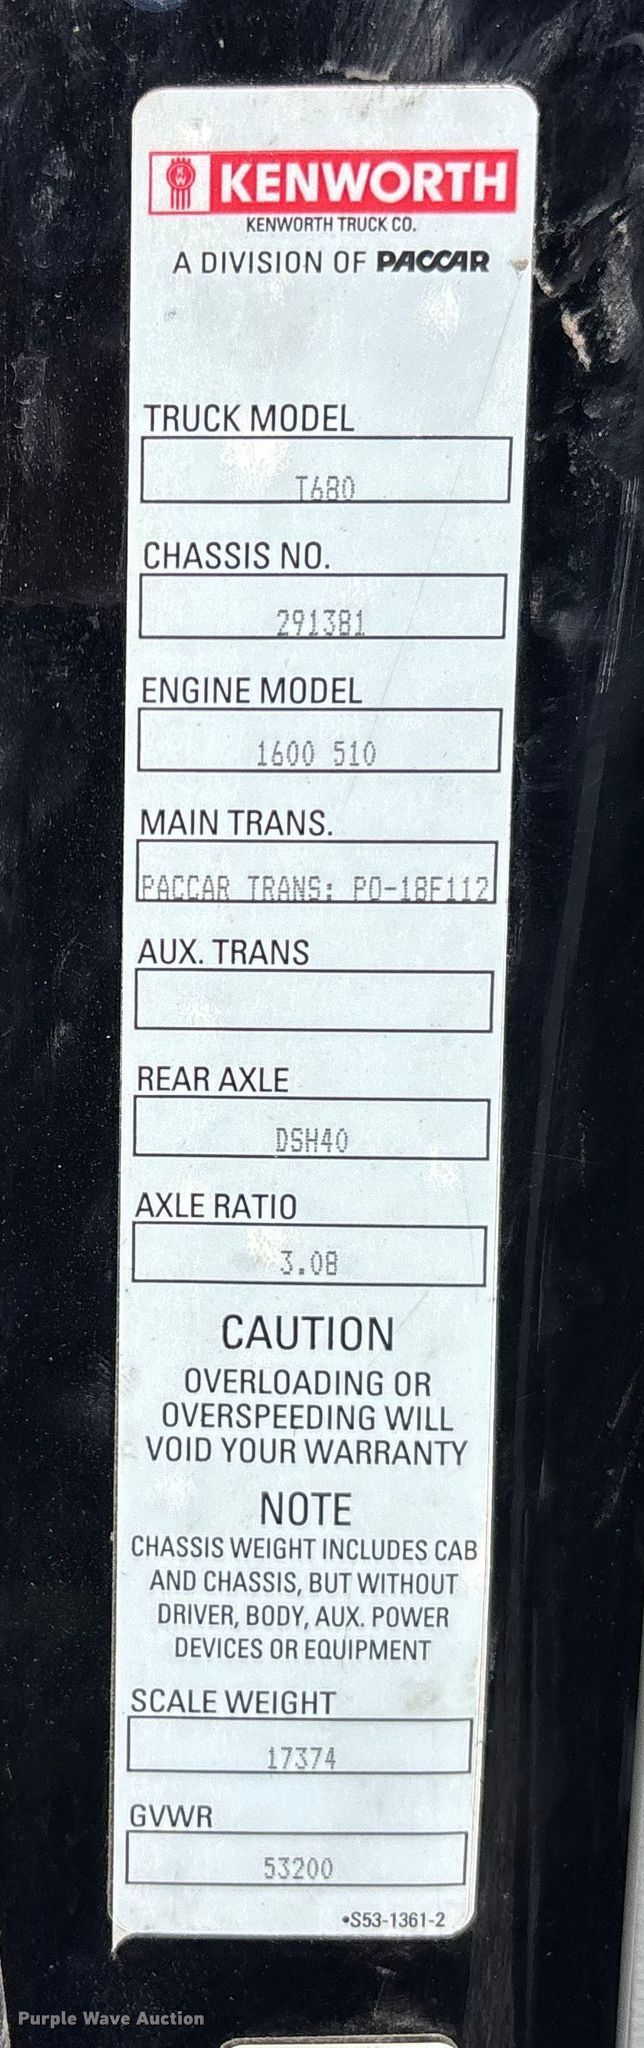 KENWORTH
KENWORTH TRUCK CO.
A DIVISION OF PACCAR
TRUCK MODEL
T680
CHASSIS NO.
291381
ENGINE MODEL
1600 510
MAIN TRANS.
PACCAR TRANS: PO-18F112
AUX. TRANS
REAR AXLE
DSH40
AXLE RATIO
3.08
CAUTION
OVERLOADING OR
OVERSPEEDING WILL
VOID YOUR WARRANTY
NOTE
CHASSIS WEIGHT INCLUDES CAB
AND CHASSIS, BUT WITHOUT
DRIVER, BODY, AUX. POWER
DEVICES OR EQUIPMENT
SCALE WEIGHT
17374
GVWR
53200
•S53-1361-2
Purple Wave Auction